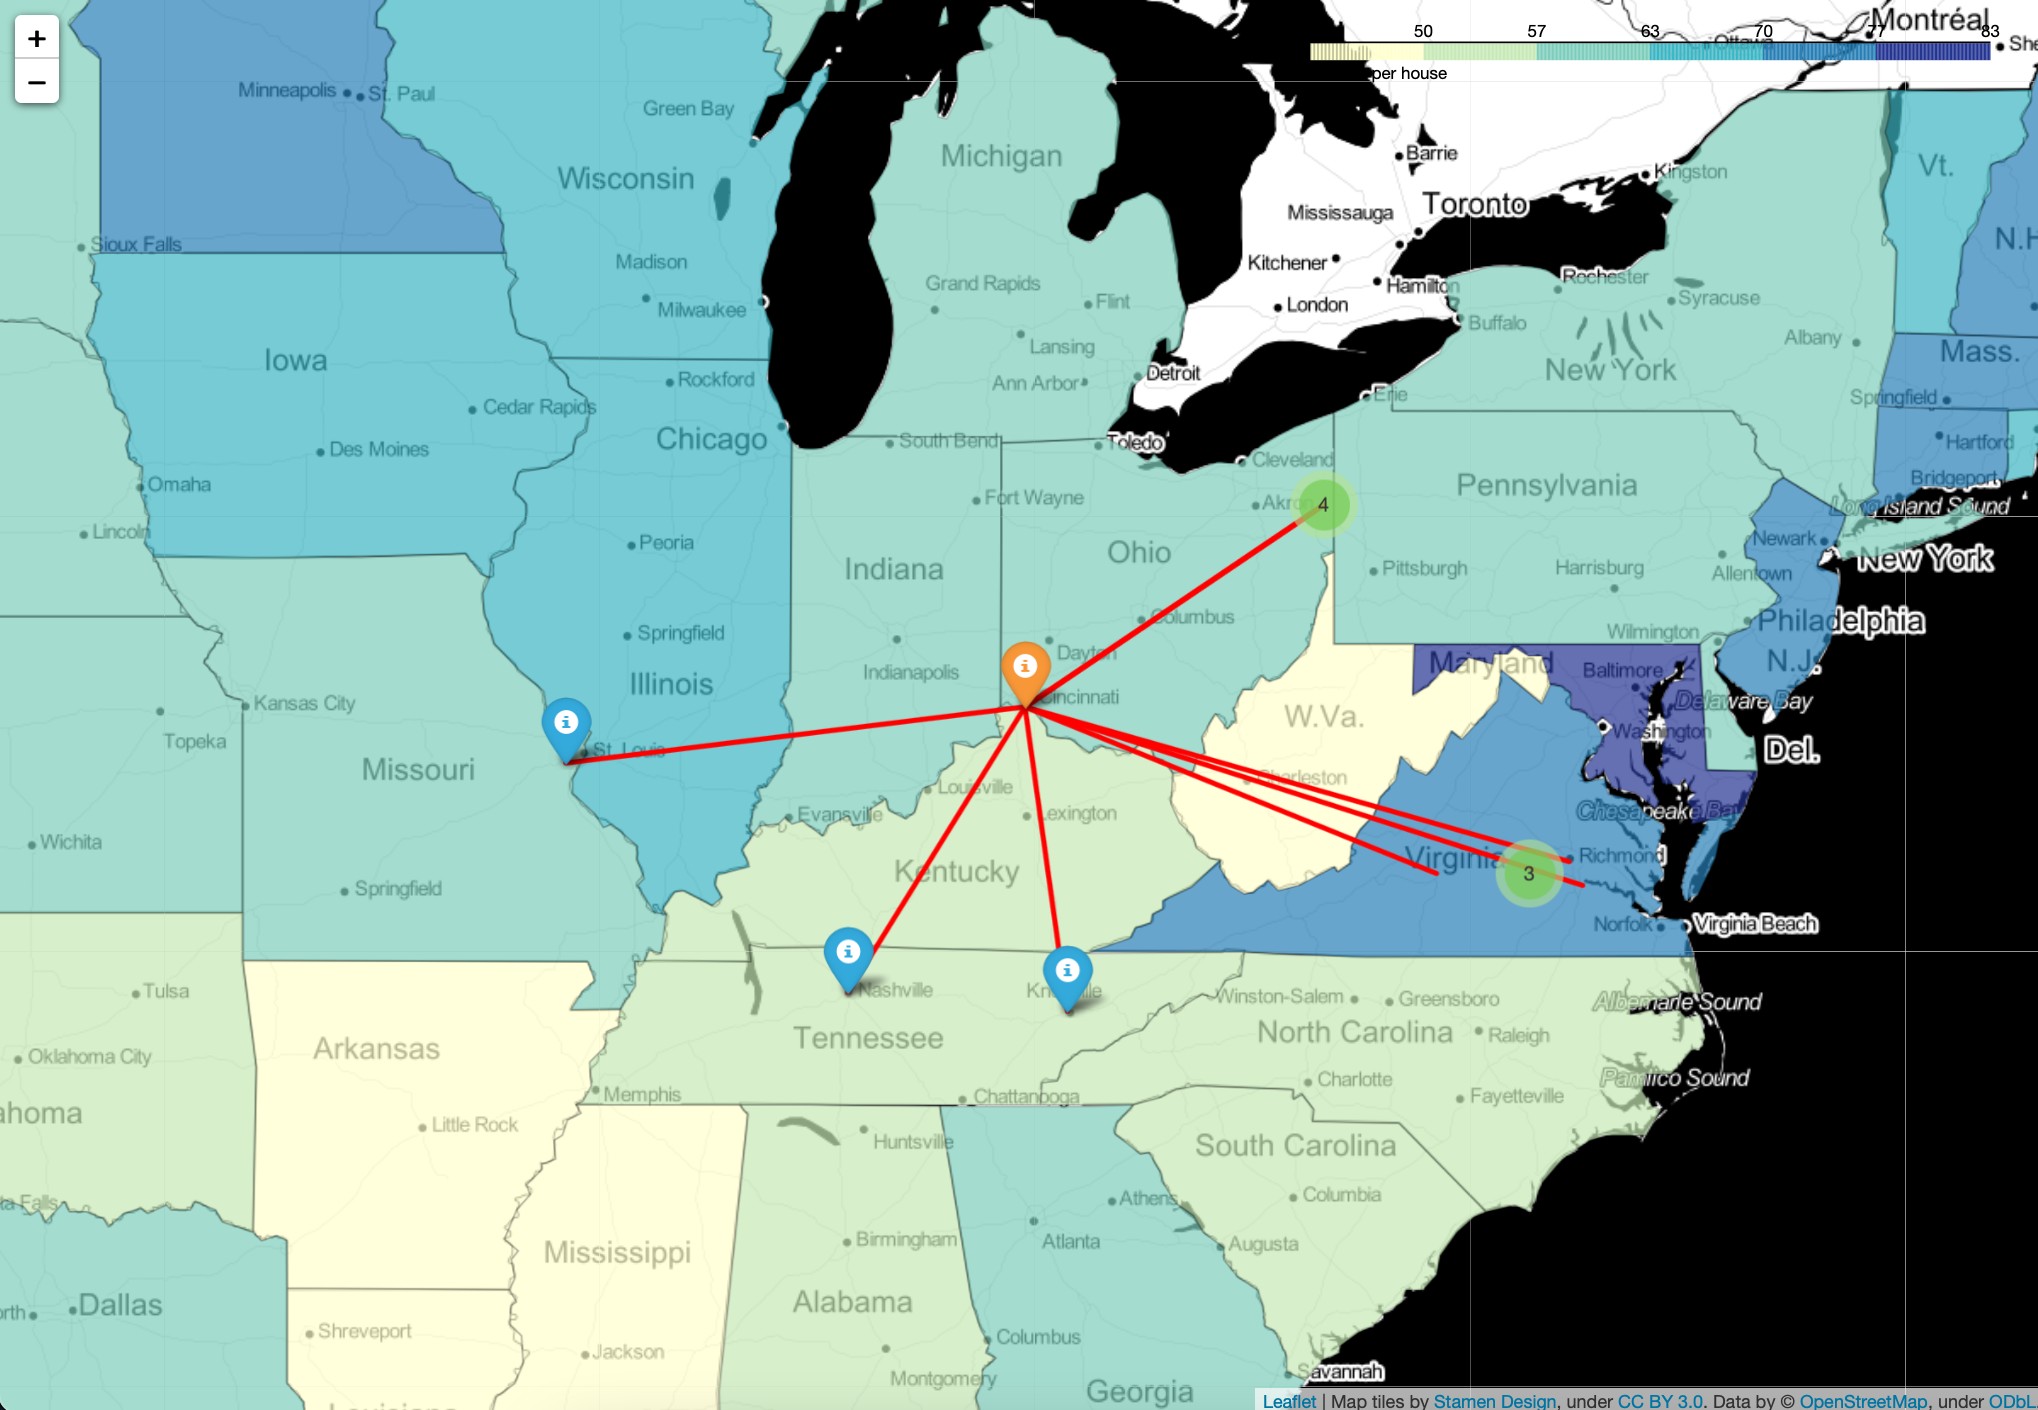 +
−
50 57 63 70 77 83
per house
Montréal
Ottawa
Minneapolis
St. Paul
Green Bay
Michigan
Barrie
Kingston
Vt.
Wisconsin
Toronto
Mississauga
Sioux Falls
N.H
Madison
Kitchener
Grand Rapids
Flint
Hamilton
Rochester
Syracuse
Milwaukee
London
Buffalo
Albany
Lansing
Mass.
Iowa
Rockford
Ann Arbor
Detroit
New York
Erie
Springfield
Cedar Rapids
Chicago
South Bend
Toledo
Hartford
Des Moines
Cleveland
Omaha
Fort Wayne
4
Pennsylvania
Bridgeport
Long Island Sound
Lincoln
Peoria
Ohio
Newark
New York
Indiana
Pittsburgh
Harrisburg
Allentown
Columbus
Philadelphia
Springfield
Wilmington
Dayton
Indianapolis
Illinois
Maryland
Baltimore
N.J.
Kansas City
Cincinnati
Delaware Bay
W.Va.
Washington
Topeka
St. Louis
Del.
Missouri
Charleston
Louisville
Evansville
Lexington
Chesapeake Bay
Wichita
Virginia
Richmond
Kentucky
3
Springfield
Norfolk
Virginia Beach
Tulsa
Nashville
Winston-Salem
Greensboro
Albemarle Sound
Tennessee
North Carolina
Raleigh
Arkansas
Oklahoma City
Charlotte
Pamlico Sound
Memphis
Chattanooga
Fayetteville
ahoma
Little Rock
Huntsville
South Carolina
Athens
Columbia
ta Falls
Birmingham
Atlanta
Augusta
Mississippi
Alabama
Dallas
orth
Shreveport
Columbus
Jackson
Montgomery
Savannah
Georgia
Leaflet | Map tiles by Stamen Design, under CC BY 3.0. Data by © OpenStreetMap, under ODbL